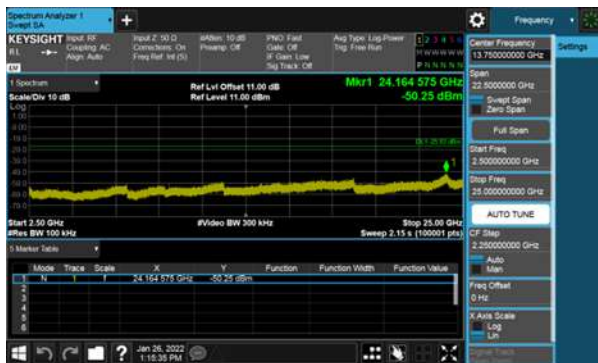 Spectrum Analyzer 1
Swept SA
Frequency
Settings
KEYSIGHT
Input: RF
Coupling: AC
Align: Auto
Input Z: 50 Ω
Corrections: On
Freq Ref: Int (S)
#Atten: 10 dB
Preamp: Off
PNO: Fast
Gate: Off
IF Gain: Low
Sig Track: Off
Avg Type: Log-Power
Trig: Free Run
1 Spectrum
Scale/Div 10 dB
Log
Ref Lvl Offset 11.00 dB
Ref Level 11.00 dBm
Mkr1 24.164 575 GHz
-50.25 dBm
1.00
1
Start 2.50 GHz
#Res BW 100 kHz
#Video BW 300 kHz
Stop 25.00 GHz
Sweep 2.15 s (100001 pts)
5 Marker Table
Mode Trace Scale X Y Function Function Width Function Value
1 N 1 f 24.164 575 GHz -50.25 dBm
2
3
4
5
6
Center Frequency
13.750000000 GHz
Span
22.5000000 GHz
Swept Span
Zero Span
Full Span
Start Freq
2.500000000 GHz
Stop Freq
25.000000000 GHz
AUTO TUNE
CF Step
2.250000000 GHz
Auto
Man
Freq Offset
0 Hz
X Axis Scale
Log
Lin
Signal Track
Jan 26, 2022
1:15:35 PM